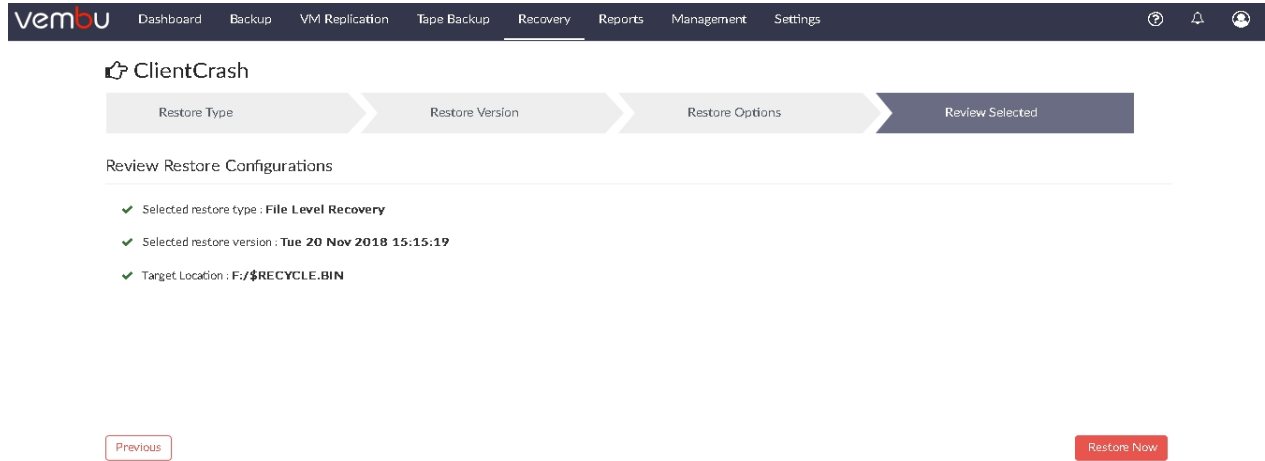 vembu Dashboard Backup VM Replication Tape Backup Recovery Reports Management Settings
ClientCrash
Restore Type Restore Version Restore Options Review Selected
Review Restore Configurations
Selected restore type : File Level Recovery
Selected restore version : Tue 20 Nov 2018 15:15:19
Target Location : F:/$RECYCLE.BIN
Previous Restore Now